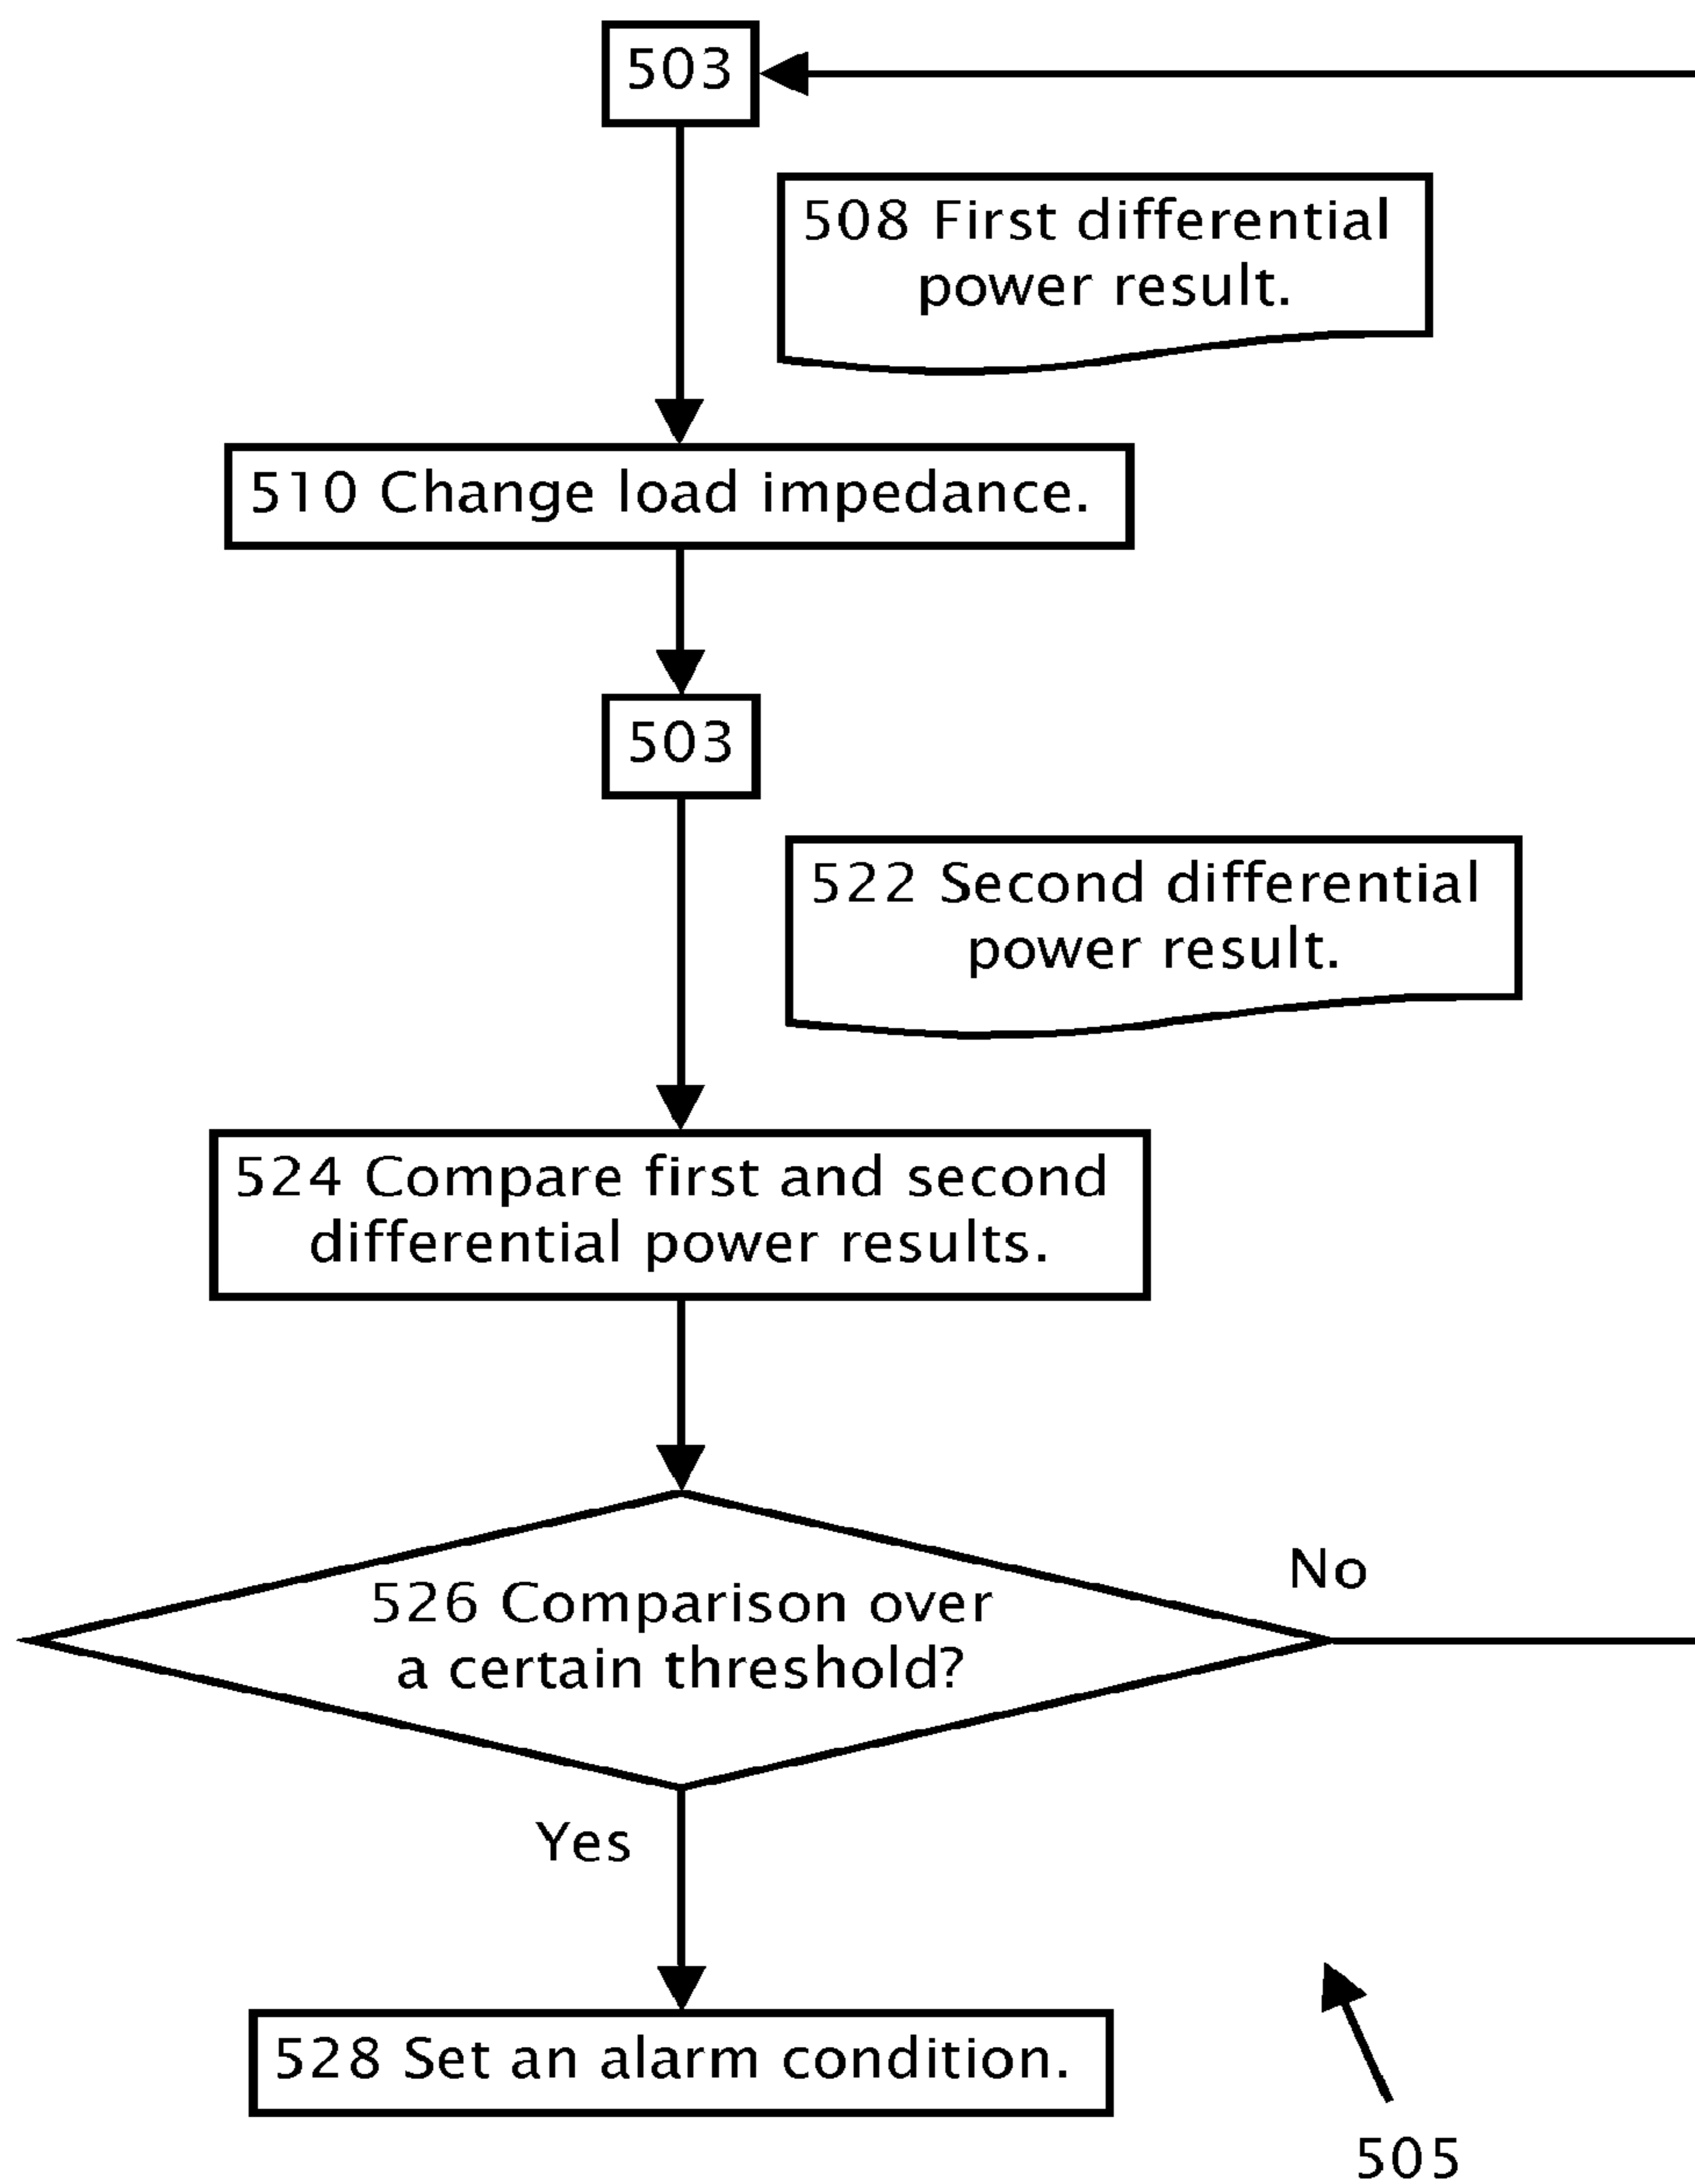 503
508 First differential
power result.
510 Change load impedance.
503
522 Second differential
power result.
524 Compare first and second
differential power results.
No
526 Comparison over
a certain threshold?
Yes
528 Set an alarm condition.
505